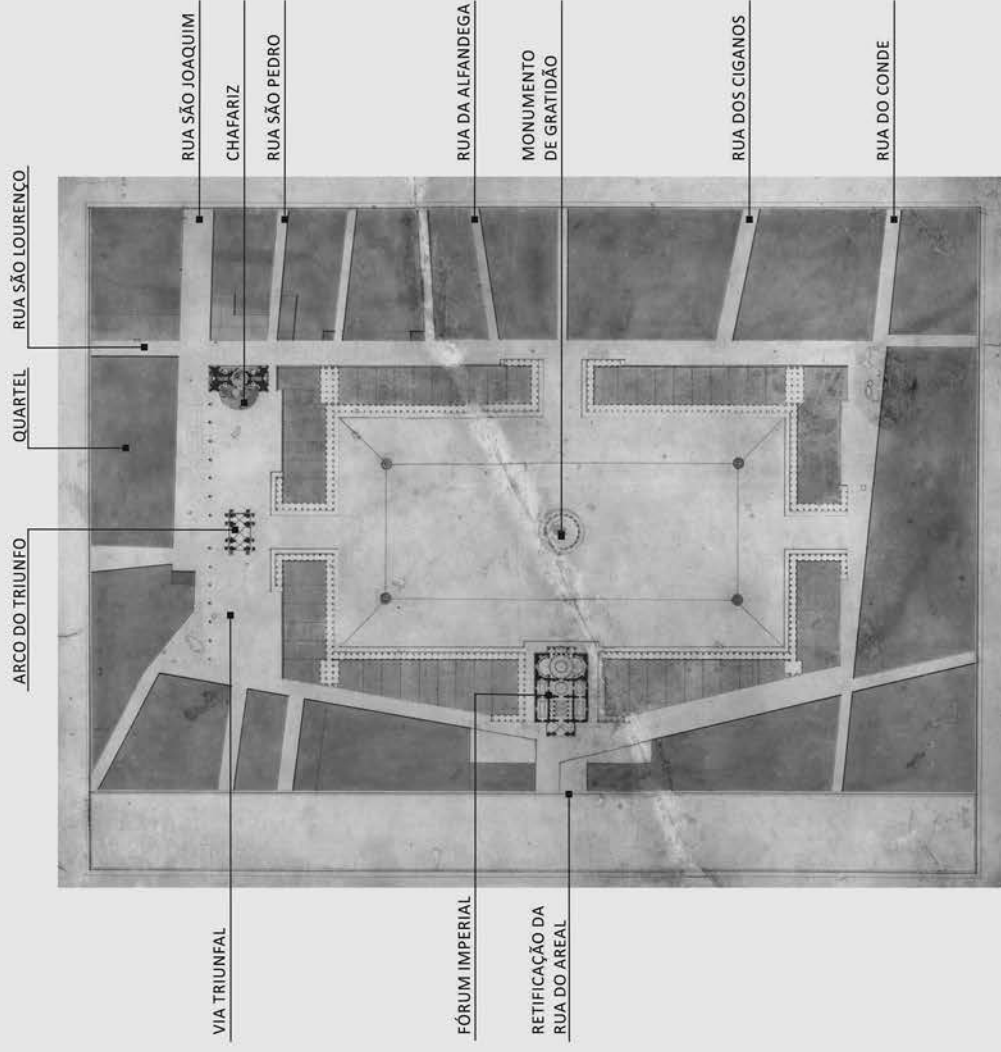 RUA SÃO LOURENÇO
QUARTEL
ARCO DO TRIUNFO
RUA SÃO JOAQUIM
CHAFARIZ
RUA SÃO PEDRO
RUA DA ALFANDEGA
MONUMENTO
DE GRATIDÃO
RUA DOS CIGANOS
RUA DO CONDE
VIA TRIUNFAL
FÓRUM IMPERIAL
RETIFICAÇÃO DA
RUA DO AREAL